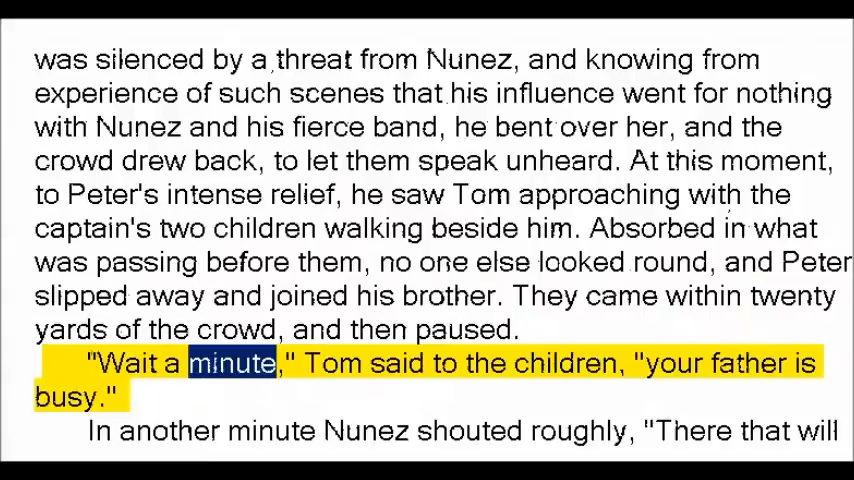 was silenced by a threat from Nunez, and knowing from
experience of such scenes that his influence went for nothing
with Nunez and his fierce band, he bent over her, and the
crowd drew back, to let them speak unheard. At this moment,
to Peter's intense relief, he saw Tom approaching with the
captain's two children walking beside him. Absorbed in what
was passing before them, no one else looked round, and Peter
slipped away and joined his brother. They came within twenty
yards of the crowd, and then paused.
"Wait a minute," Tom said to the children, "your father is
busy."
In another minute Nunez shouted roughly, "There that will